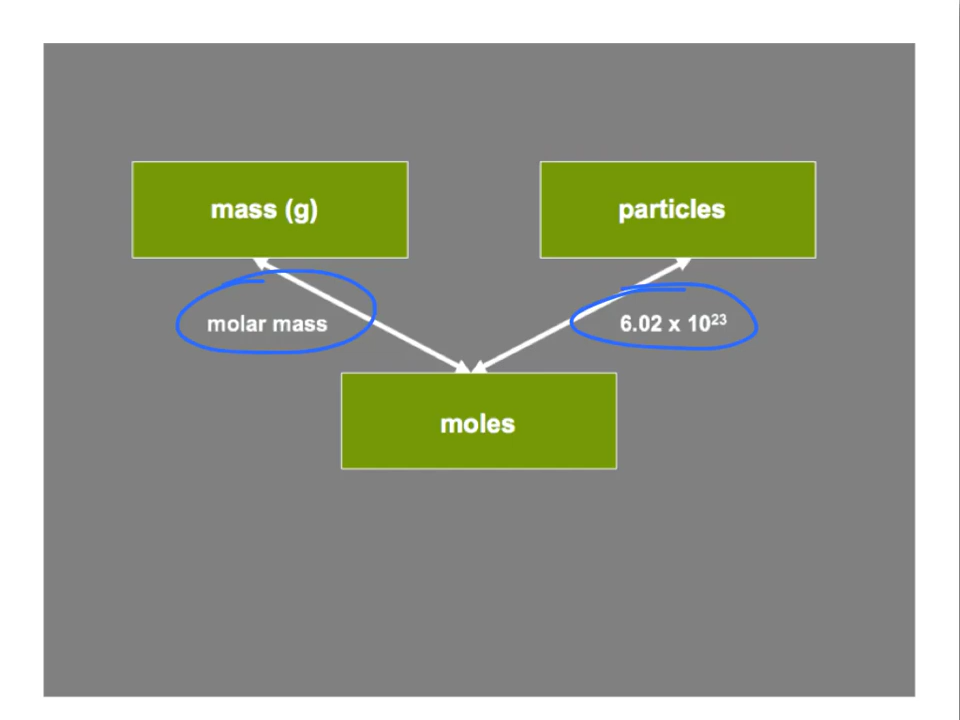 mass (g)
particles
molar mass
6.02 x 10²³
moles